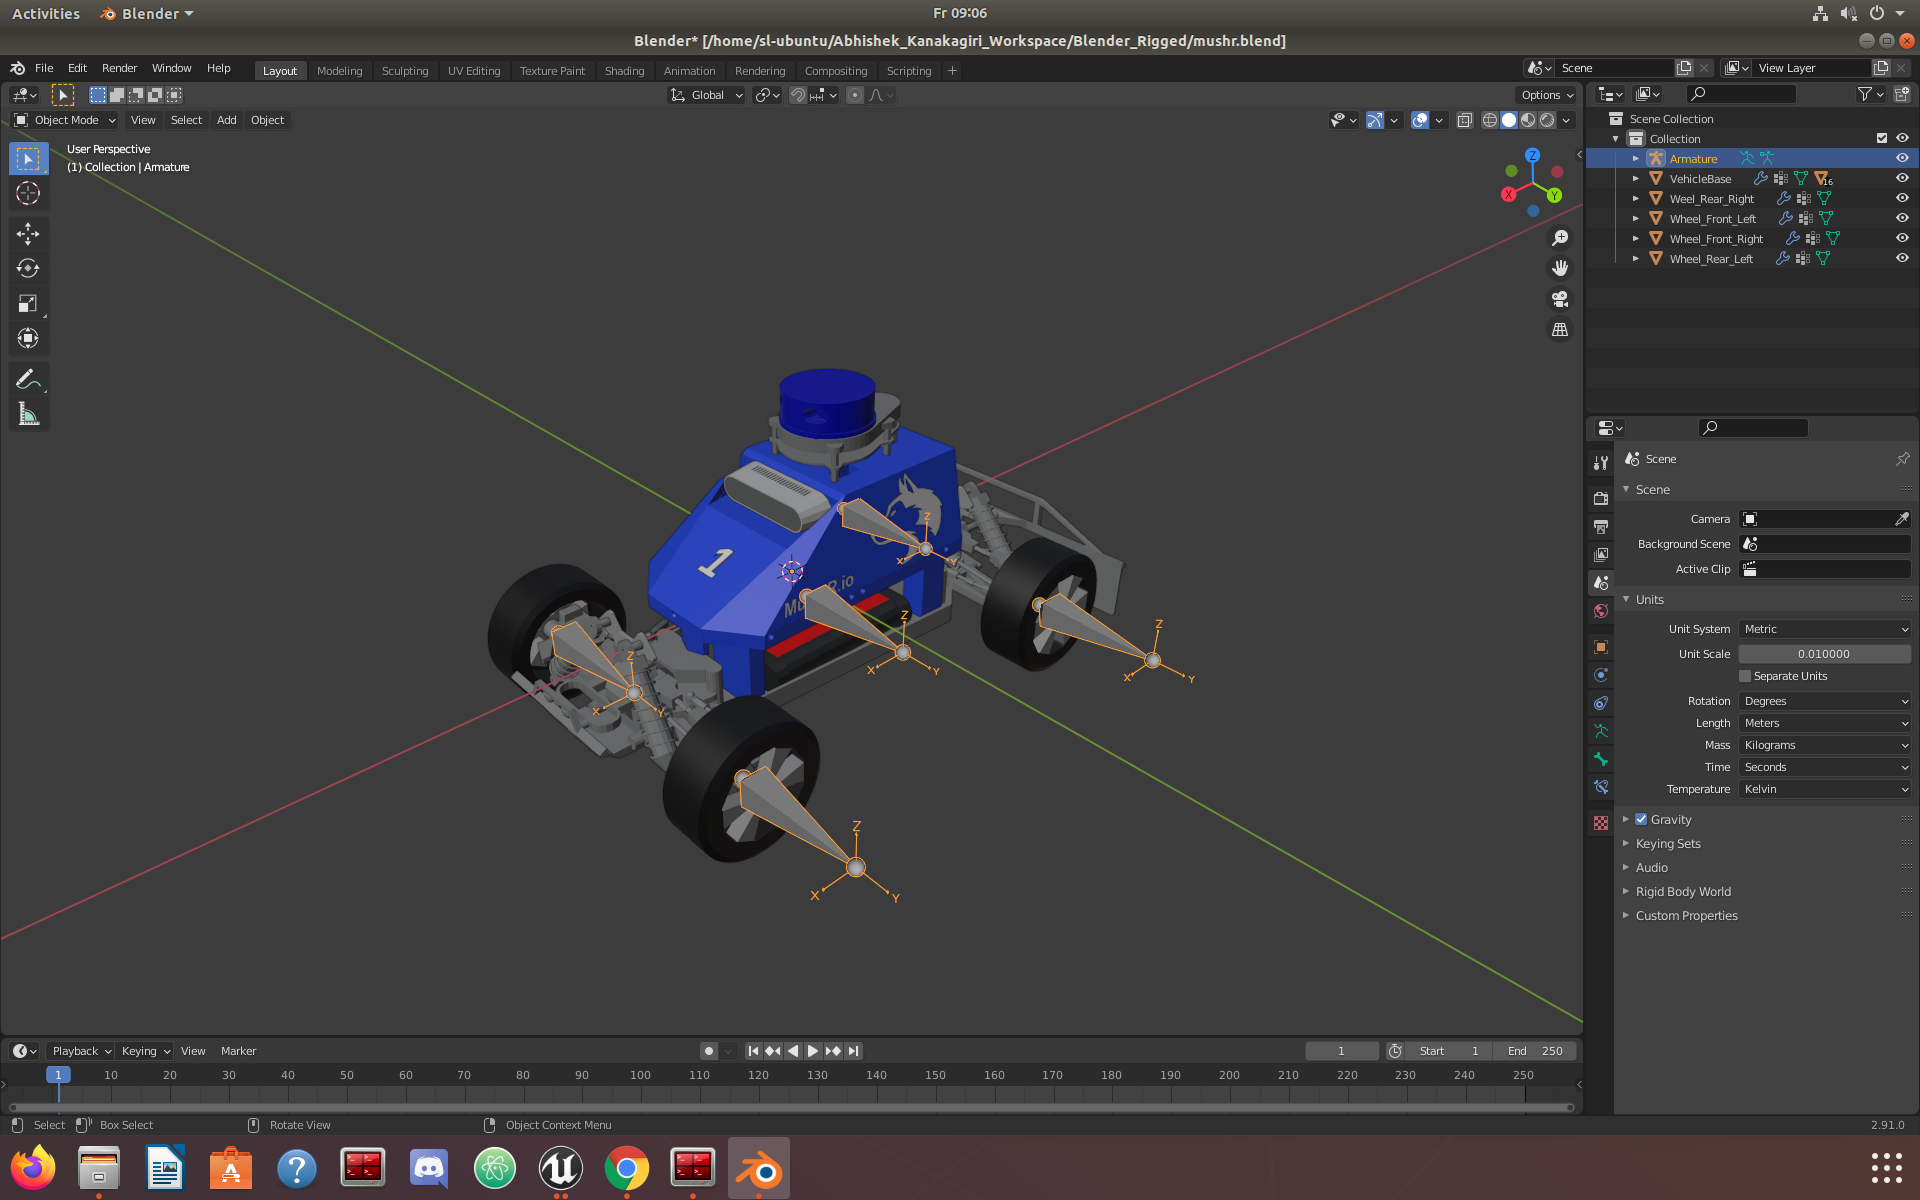 Activities Blender Fr 09:06
Blender* [/home/sl-ubuntu/Abhishek_Kanakagiri_Workspace/Blender_Rigged/mushr.blend]
File Edit Render Window Help Layout Modeling Sculpting UV Editing Texture Paint Shading Animation Rendering Compositing Scripting + Scene View Layer
Global Options
Object Mode View Select Add Object
User Perspective
(1) Collection | Armature
Scene Collection
Collection
Armature
VehicleBase 16
Weel_Rear_Right
Wheel_Front_Left
Wheel_Front_Right
Wheel_Rear_Left
Z
X Y
1
R.io
Z
X Y
Z
X Y
Z
X Y
Z
X Y
Z
X Y
Scene
Scene
Camera
Background Scene
Active Clip
Units
Unit System Metric
Unit Scale 0.010000
Separate Units
Rotation Degrees
Length Meters
Mass Kilograms
Time Seconds
Temperature Kelvin
Gravity
Keying Sets
Audio
Rigid Body World
Custom Properties
Playback Keying View Marker 1 Start 1 End 250
1 10 20 30 40 50 60 70 80 90 100 110 120 130 140 150 160 170 180 190 200 210 220 230 240 250
Select Box Select Rotate View Object Context Menu 2.91.0